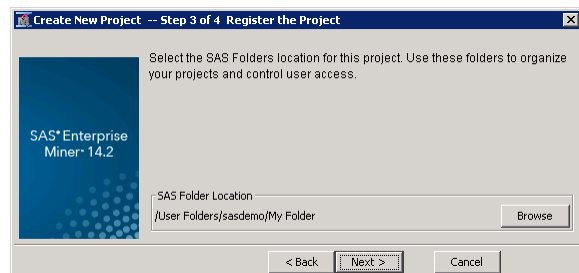 Create New Project -- Step 3 of 4 Register the Project
Select the SAS Folders location for this project. Use these folders to organize
your projects and control user access.
SAS® Enterprise
Miner™ 14.2
SAS Folder Location
/User Folders/sasdemo/My Folder
Browse
< Back
Next >
Cancel